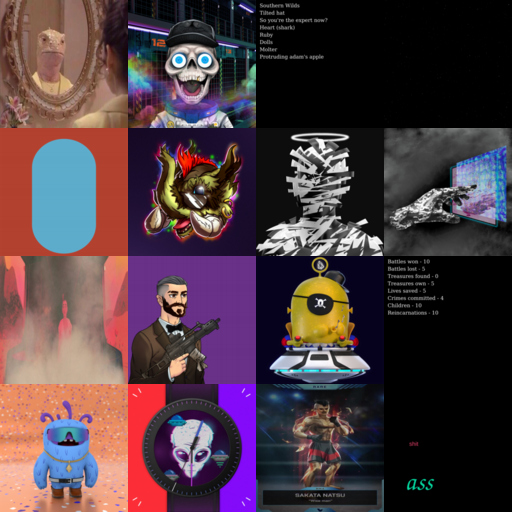 Southern Wilds
Tilted hat
So you're the expert now?
Heart (shark)
Ruby
Dolls
Molter
Protruding adam's apple
12
Battles won - 10
Battles lost - 5
Treasures found - 0
Treasures own - 5
Lives saved - 5
Crimes committed - 4
Children - 10
Reincarnations - 10
SAKATA NATSU
ass